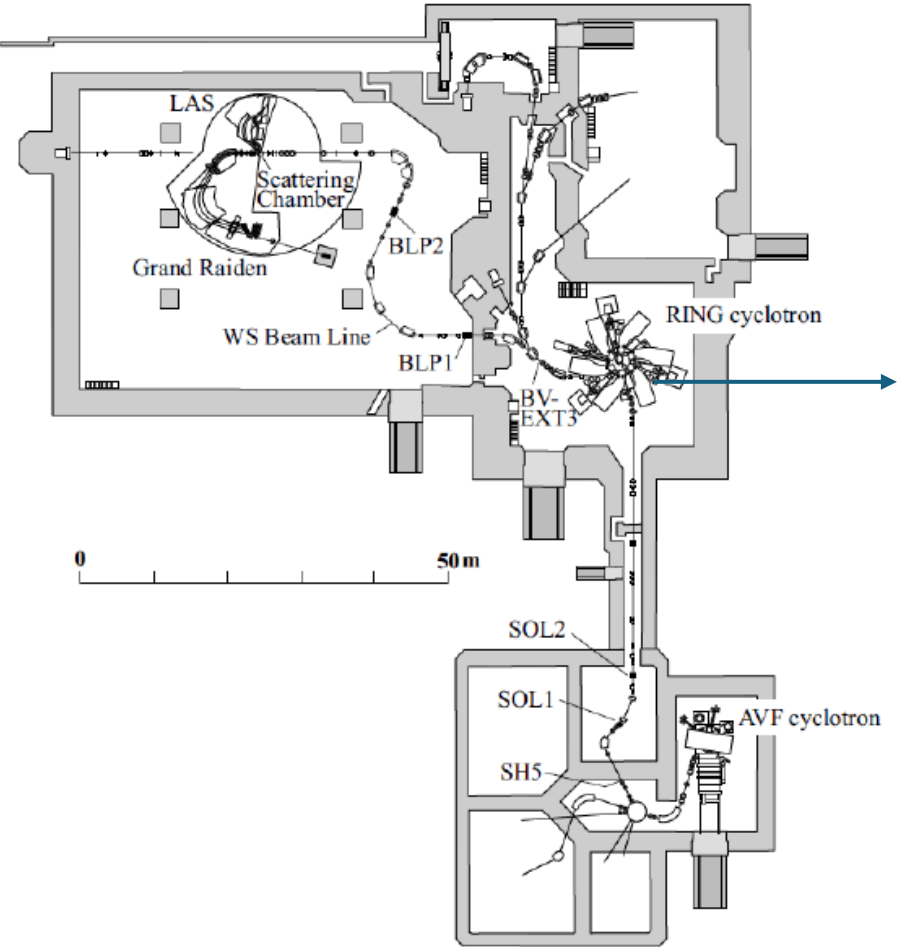 LAS
Scattering
Chamber
BLP2
Grand Raiden
RING cyclotron
WS Beam Line
BLP1
BV-
EXT3
0
50 m
SOL2
SOL1
AVF cyclotron
SH5